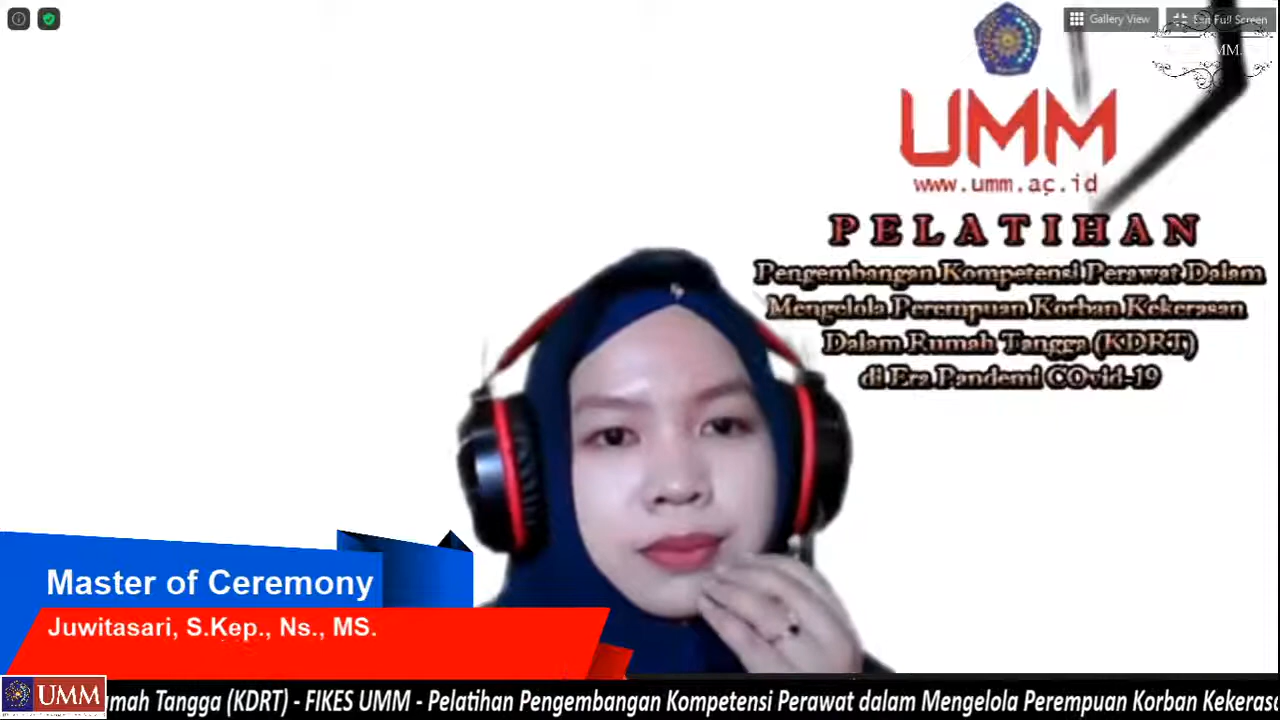 Gallery View
Exit Full Screen
UMM
www.umm.ac.id
PELATIHAN
Pengembangan Kompetensi Perawat Dalam
Mengelola Perempuan Korban Kekerasan
Dalam Rumah Tangga (KDRT)
di Era Pandemi COvid-19
Master of Ceremony
Juwitasari, S.Kep., Ns., MS.
UMM
umah Tangga (KDRT) - FIKES UMM - Pelatihan Pengembangan Kompetensi Perawat dalam Mengelola Perempuan Korban Kekeras